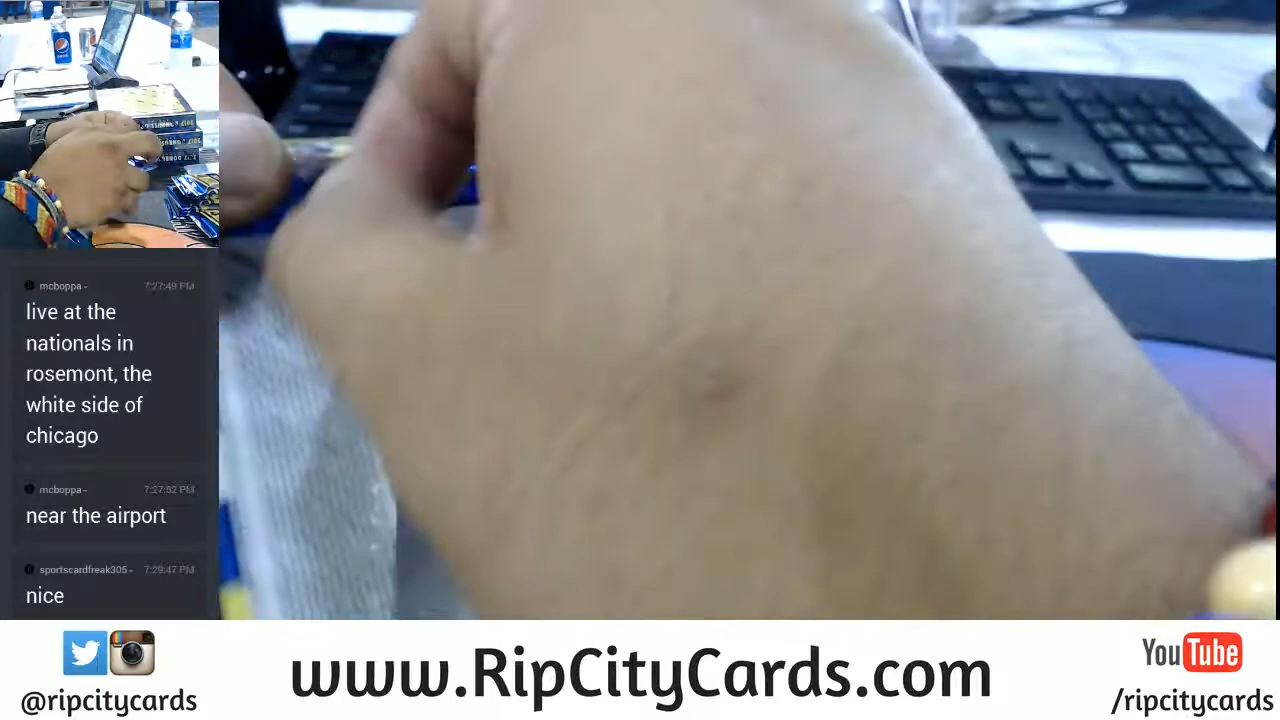 mcboppa - 7:27:49 PM
live at the
nationals in
rosemont, the
white side of
chicago
mcboppa - 7:27:52 PM
near the airport
sportscardfreak305 - 7:29:47 PM
nice
@ripcitycards
www.RipCityCards.com
YouTube
/ripcitycards